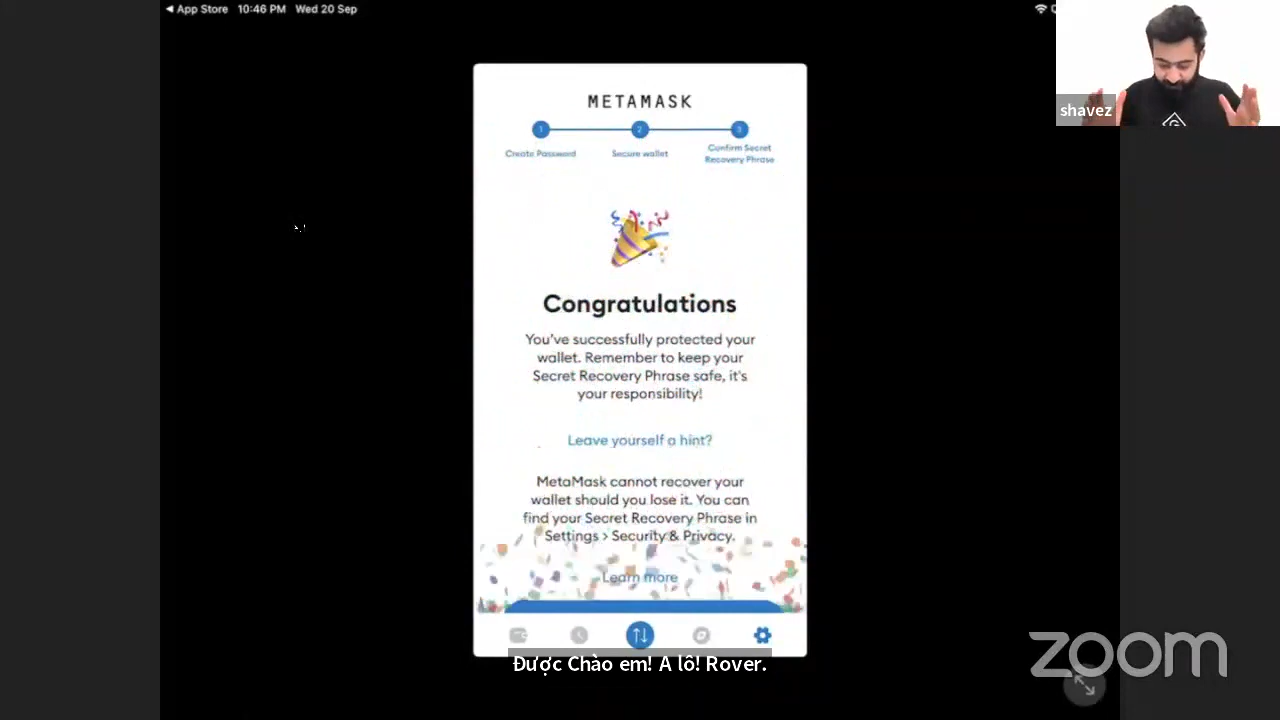 App Store 10:46 PM Wed 20 Sep
shavez
METAMASK
1 2 3
Create Password Secure wallet Confirm Secret
Recovery Phrase
Congratulations
You've successfully protected your
wallet. Remember to keep your
Secret Recovery Phrase safe, it's
your responsibility!
Leave yourself a hint?
MetaMask cannot recover your
wallet should you lose it. You can
find your Secret Recovery Phrase in
Settings > Security & Privacy.
Learn more
Được Chào em! A lô! Rover.
zoom